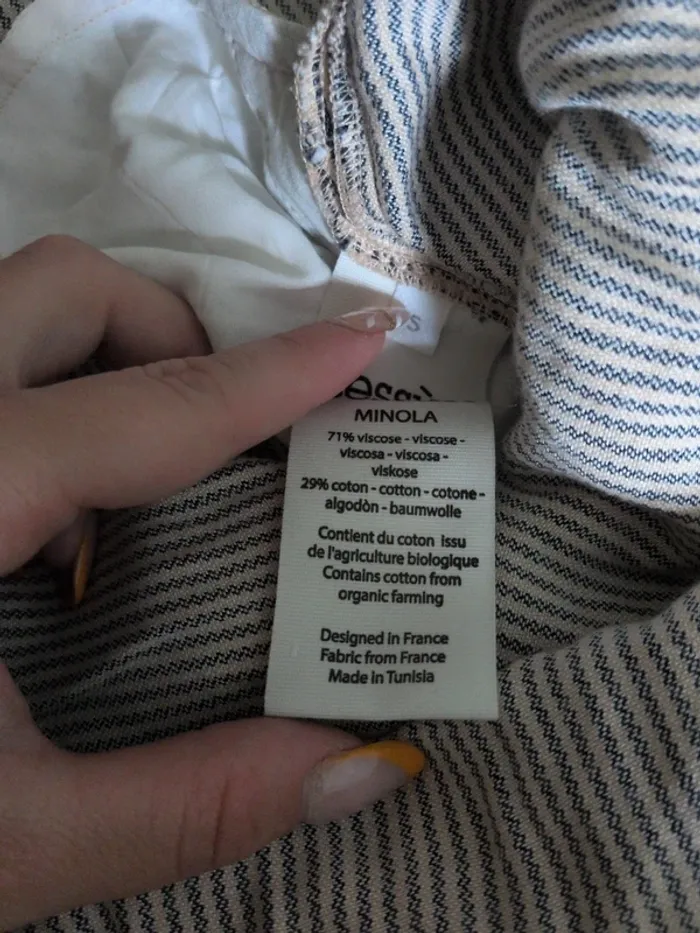 MINOLA
71% viscose - viscose -
viscosa - viscosa -
viskose
29% coton - cotton - cotone -
algodòn - baumwolle
Contient du coton issu
de l'agriculture biologique
Contains cotton from
organic farming
Designed in France
Fabric from France
Made in Tunisia